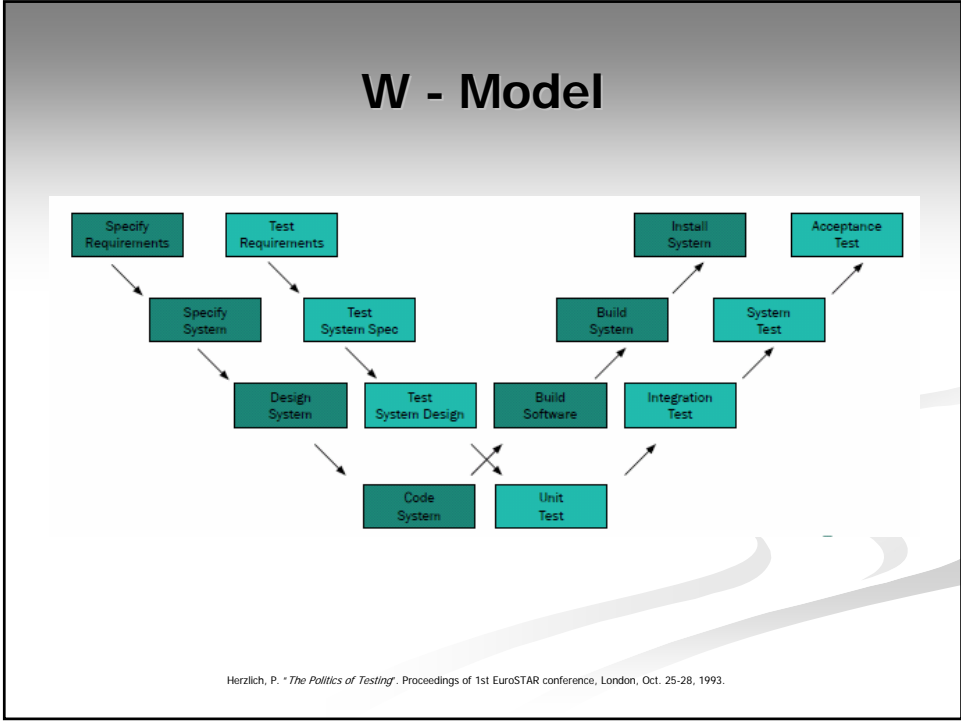 W - Model
Specify
Requirements
Test
Requirements
Install
System
Acceptance
Test
Specify
System
Test
System Spec
Build
System
System
Test
Design
System
Test
System Design
Build
Software
Integration
Test
Code
System
Unit
Test
Herzlich, P. "The Politics of Testing". Proceedings of 1st EuroSTAR conference, London, Oct. 25-28, 1993.